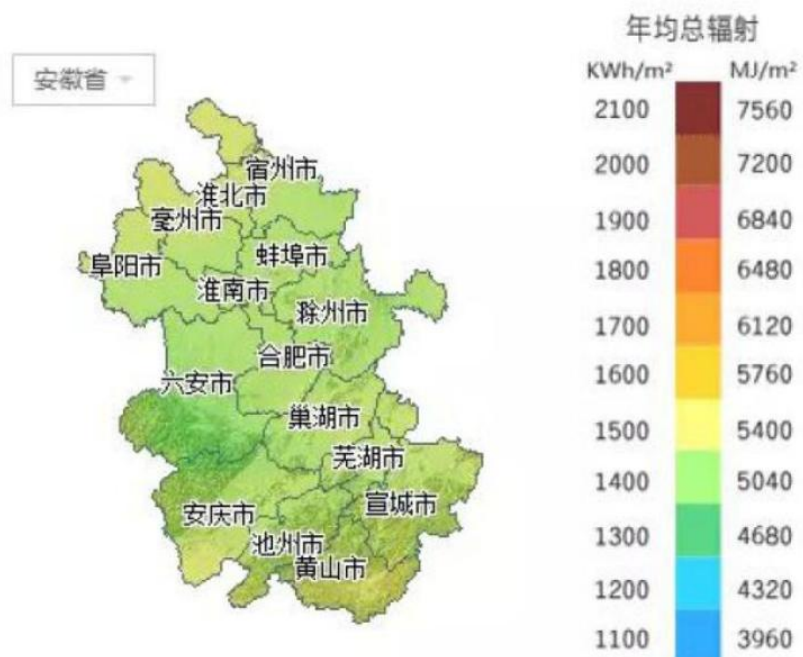 年均总辐射
安徽省
KWh/m² MJ/m²
2100 7560
2000 7200
1900 6840
1800 6480
1700 6120
1600 5760
1500 5400
1400 5040
1300 4680
1200 4320
1100 3960
宿州市
淮北市
亳州市
蚌埠市
阜阳市
淮南市
滁州市
合肥市
六安市
巢湖市
芜湖市
宣城市
安庆市
池州市
黄山市